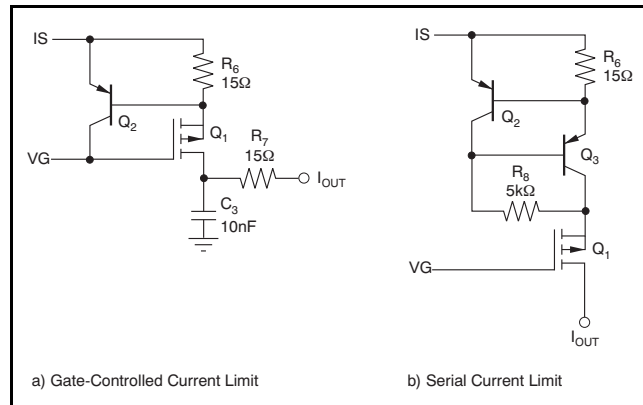 IS
R6
15Ω
Q2
Q1
VG
R7
15Ω
IOUT
C3
10nF
a) Gate-Controlled Current Limit
IS
R6
15Ω
Q2
Q3
R8
5kΩ
Q1
VG
IOUT
b) Serial Current Limit